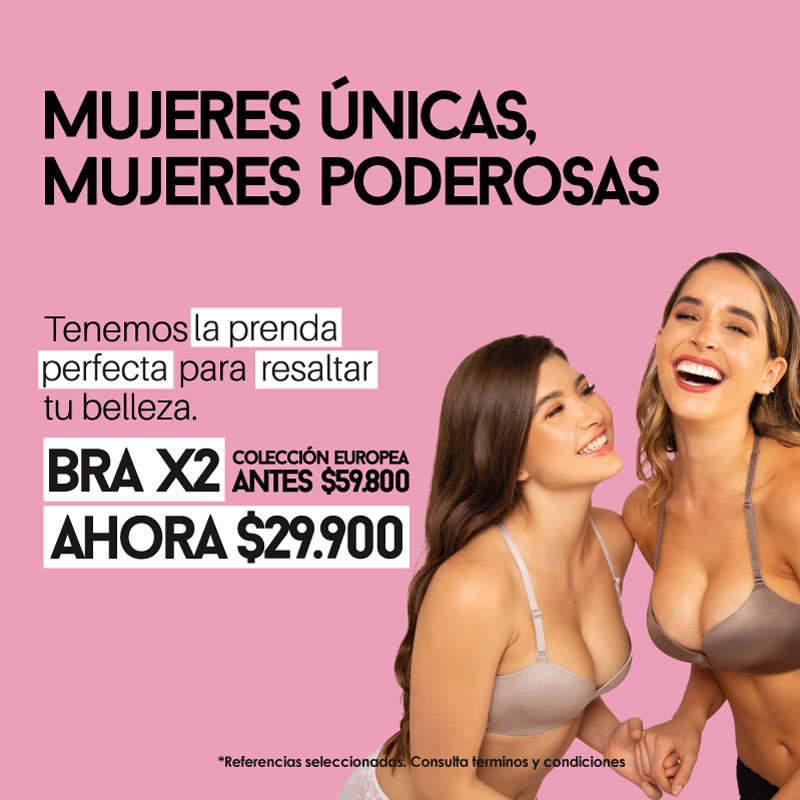 MUJERES ÚNICAS,
MUJERES PODEROSAS
Tenemos la prenda
perfecta para resaltar
tu belleza.
BRA X2 COLECCIÓN EUROPEA
ANTES $59.800
AHORA $29.900
*Referencias seleccionadas. Consulta terminos y condiciones